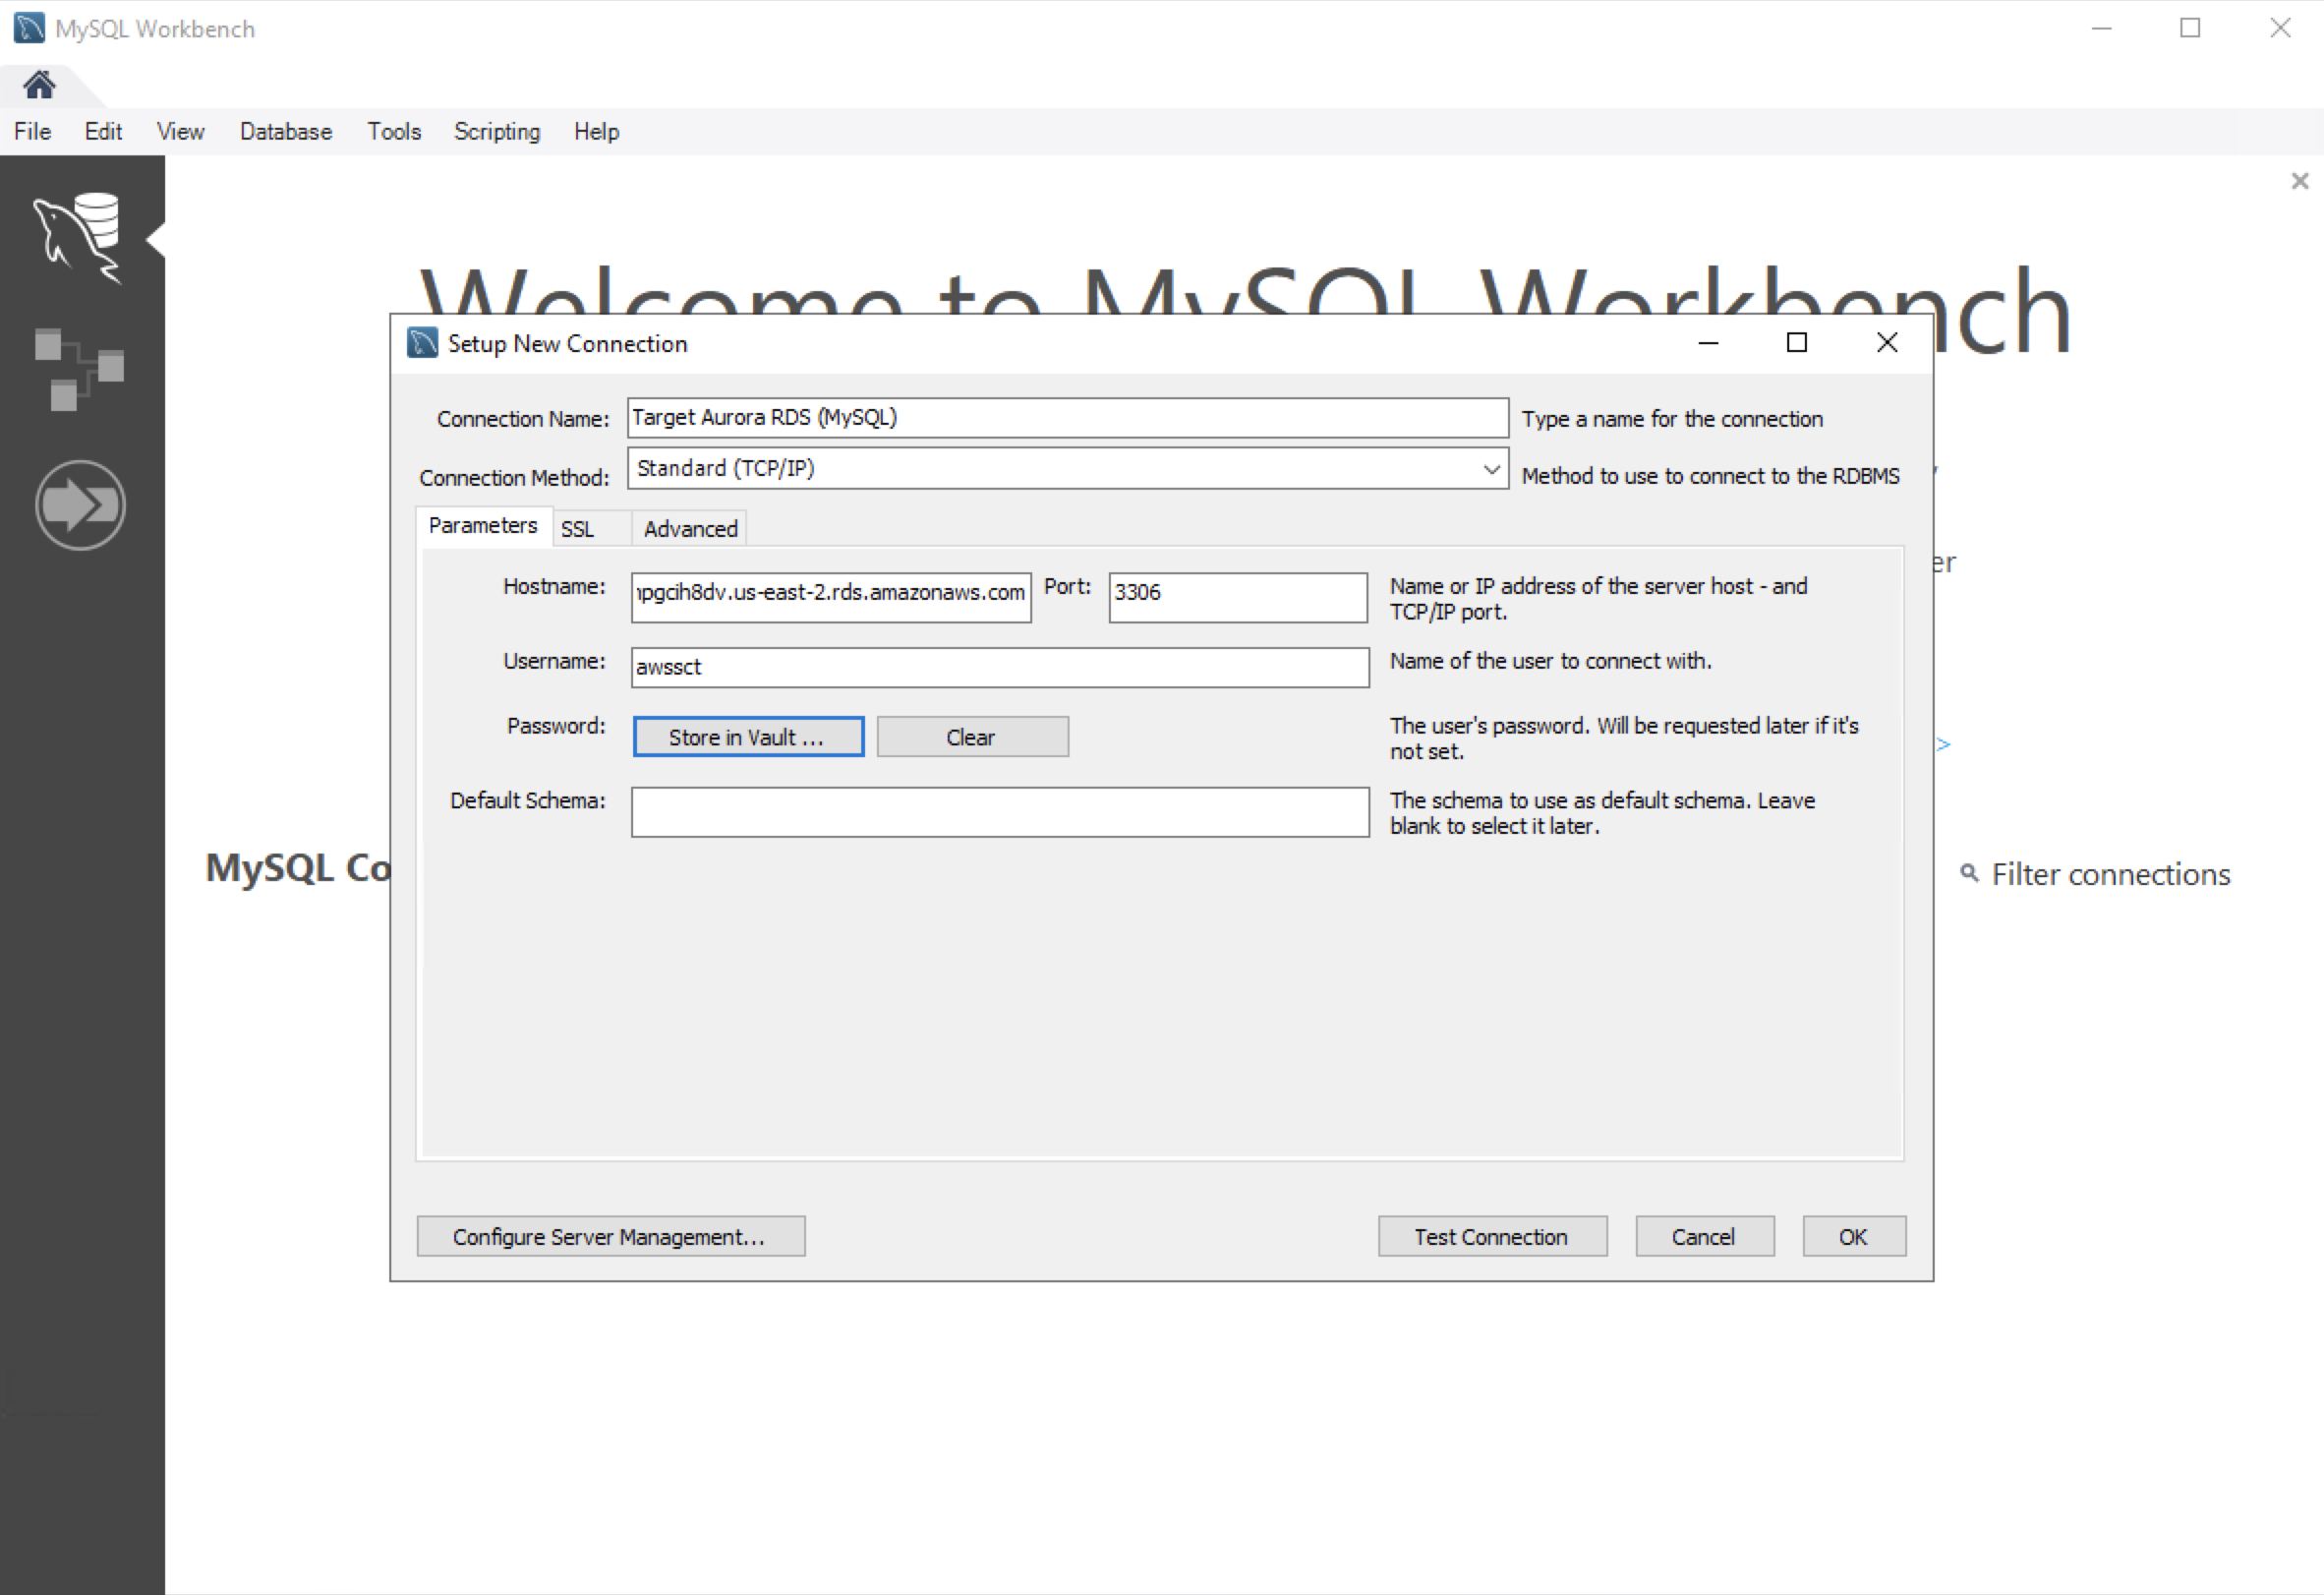 MySQL Workbench
File Edit View Database Tools Scripting Help
Welcome to MySQL Workbench
Setup New Connection
Connection Name: Target Aurora RDS (MySQL) Type a name for the connection
Connection Method: Standard (TCP/IP) Method to use to connect to the RDBMS
Parameters SSL Advanced
Hostname: pgcih8dv.us-east-2.rds.amazonaws.com Port: 3306 Name or IP address of the server host - and
TCP/IP port.
er
Username: awssct Name of the user to connect with.
Password: Store in Vault ... Clear The user's password. Will be requested later if it's
not set.
>
Default Schema: The schema to use as default schema. Leave
blank to select it later.
MySQL Co
Filter connections
Configure Server Management... Test Connection Cancel OK